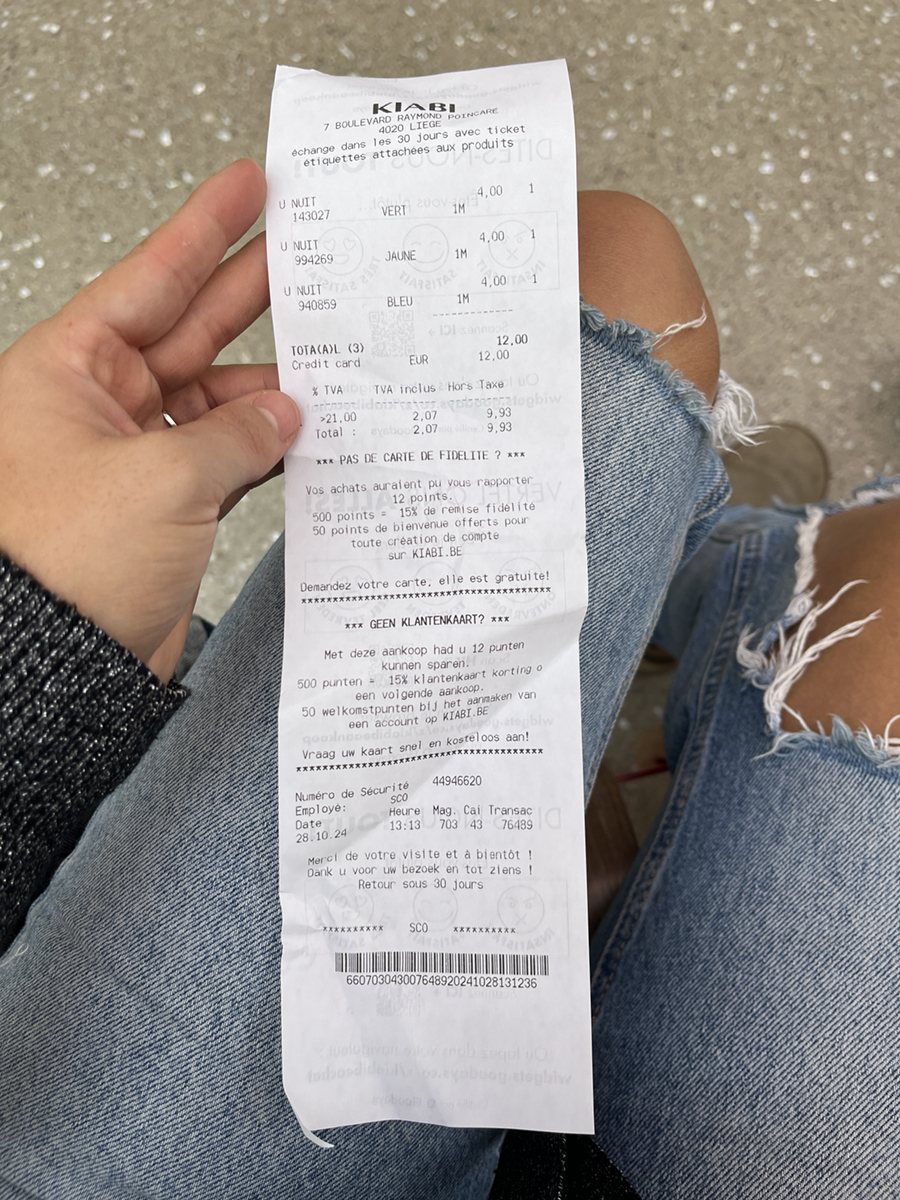 KIABI
7 BOULEVARD RAYMOND POINCARE
4020 LIEGE
échange dans les 30 jours avec ticket
étiquettes attachées aux produits
U NUIT 4,00 1
143027 VERT 1M
U NUIT 4,00 1
994269 JAUNE 1M
U NUIT 4,00 1
940859 BLEU 1M
------------
TOTA(A)L (3) 12,00
Credit card EUR 12,00
% TVA TVA inclus Hors Taxe
>21,00 2,07 9,93
Total : 2,07 9,93
*** PAS DE CARTE DE FIDELITE ? ***
Vos achats auraient pu vous rapporter
12 points.
500 points = 15% de remise fidélité
50 points de bienvenue offerts pour
toute création de compte
sur KIABI.BE
Demandez votre carte, elle est gratuite!
****************************************
*** GEEN KLANTENKAART? ***
Met deze aankoop had u 12 punten
kunnen sparen.
500 punten = 15% klantenkaart korting o
een volgende aankoop.
50 welkomstpunten bij het aanmaken van
een account op KIABI.BE
Vraag uw kaart snel en kosteloos aan!
****************************************
Numéro de Sécurité 44946620
Employé: SCO
Date Heure Mag. Cai Transac
28.10.24 13:13 703 43 76489
Merci de votre visite et à bientôt !
Dank u voor uw bezoek en tot ziens !
Retour sous 30 jours
********** SCO **********
660703043007648920241028131236